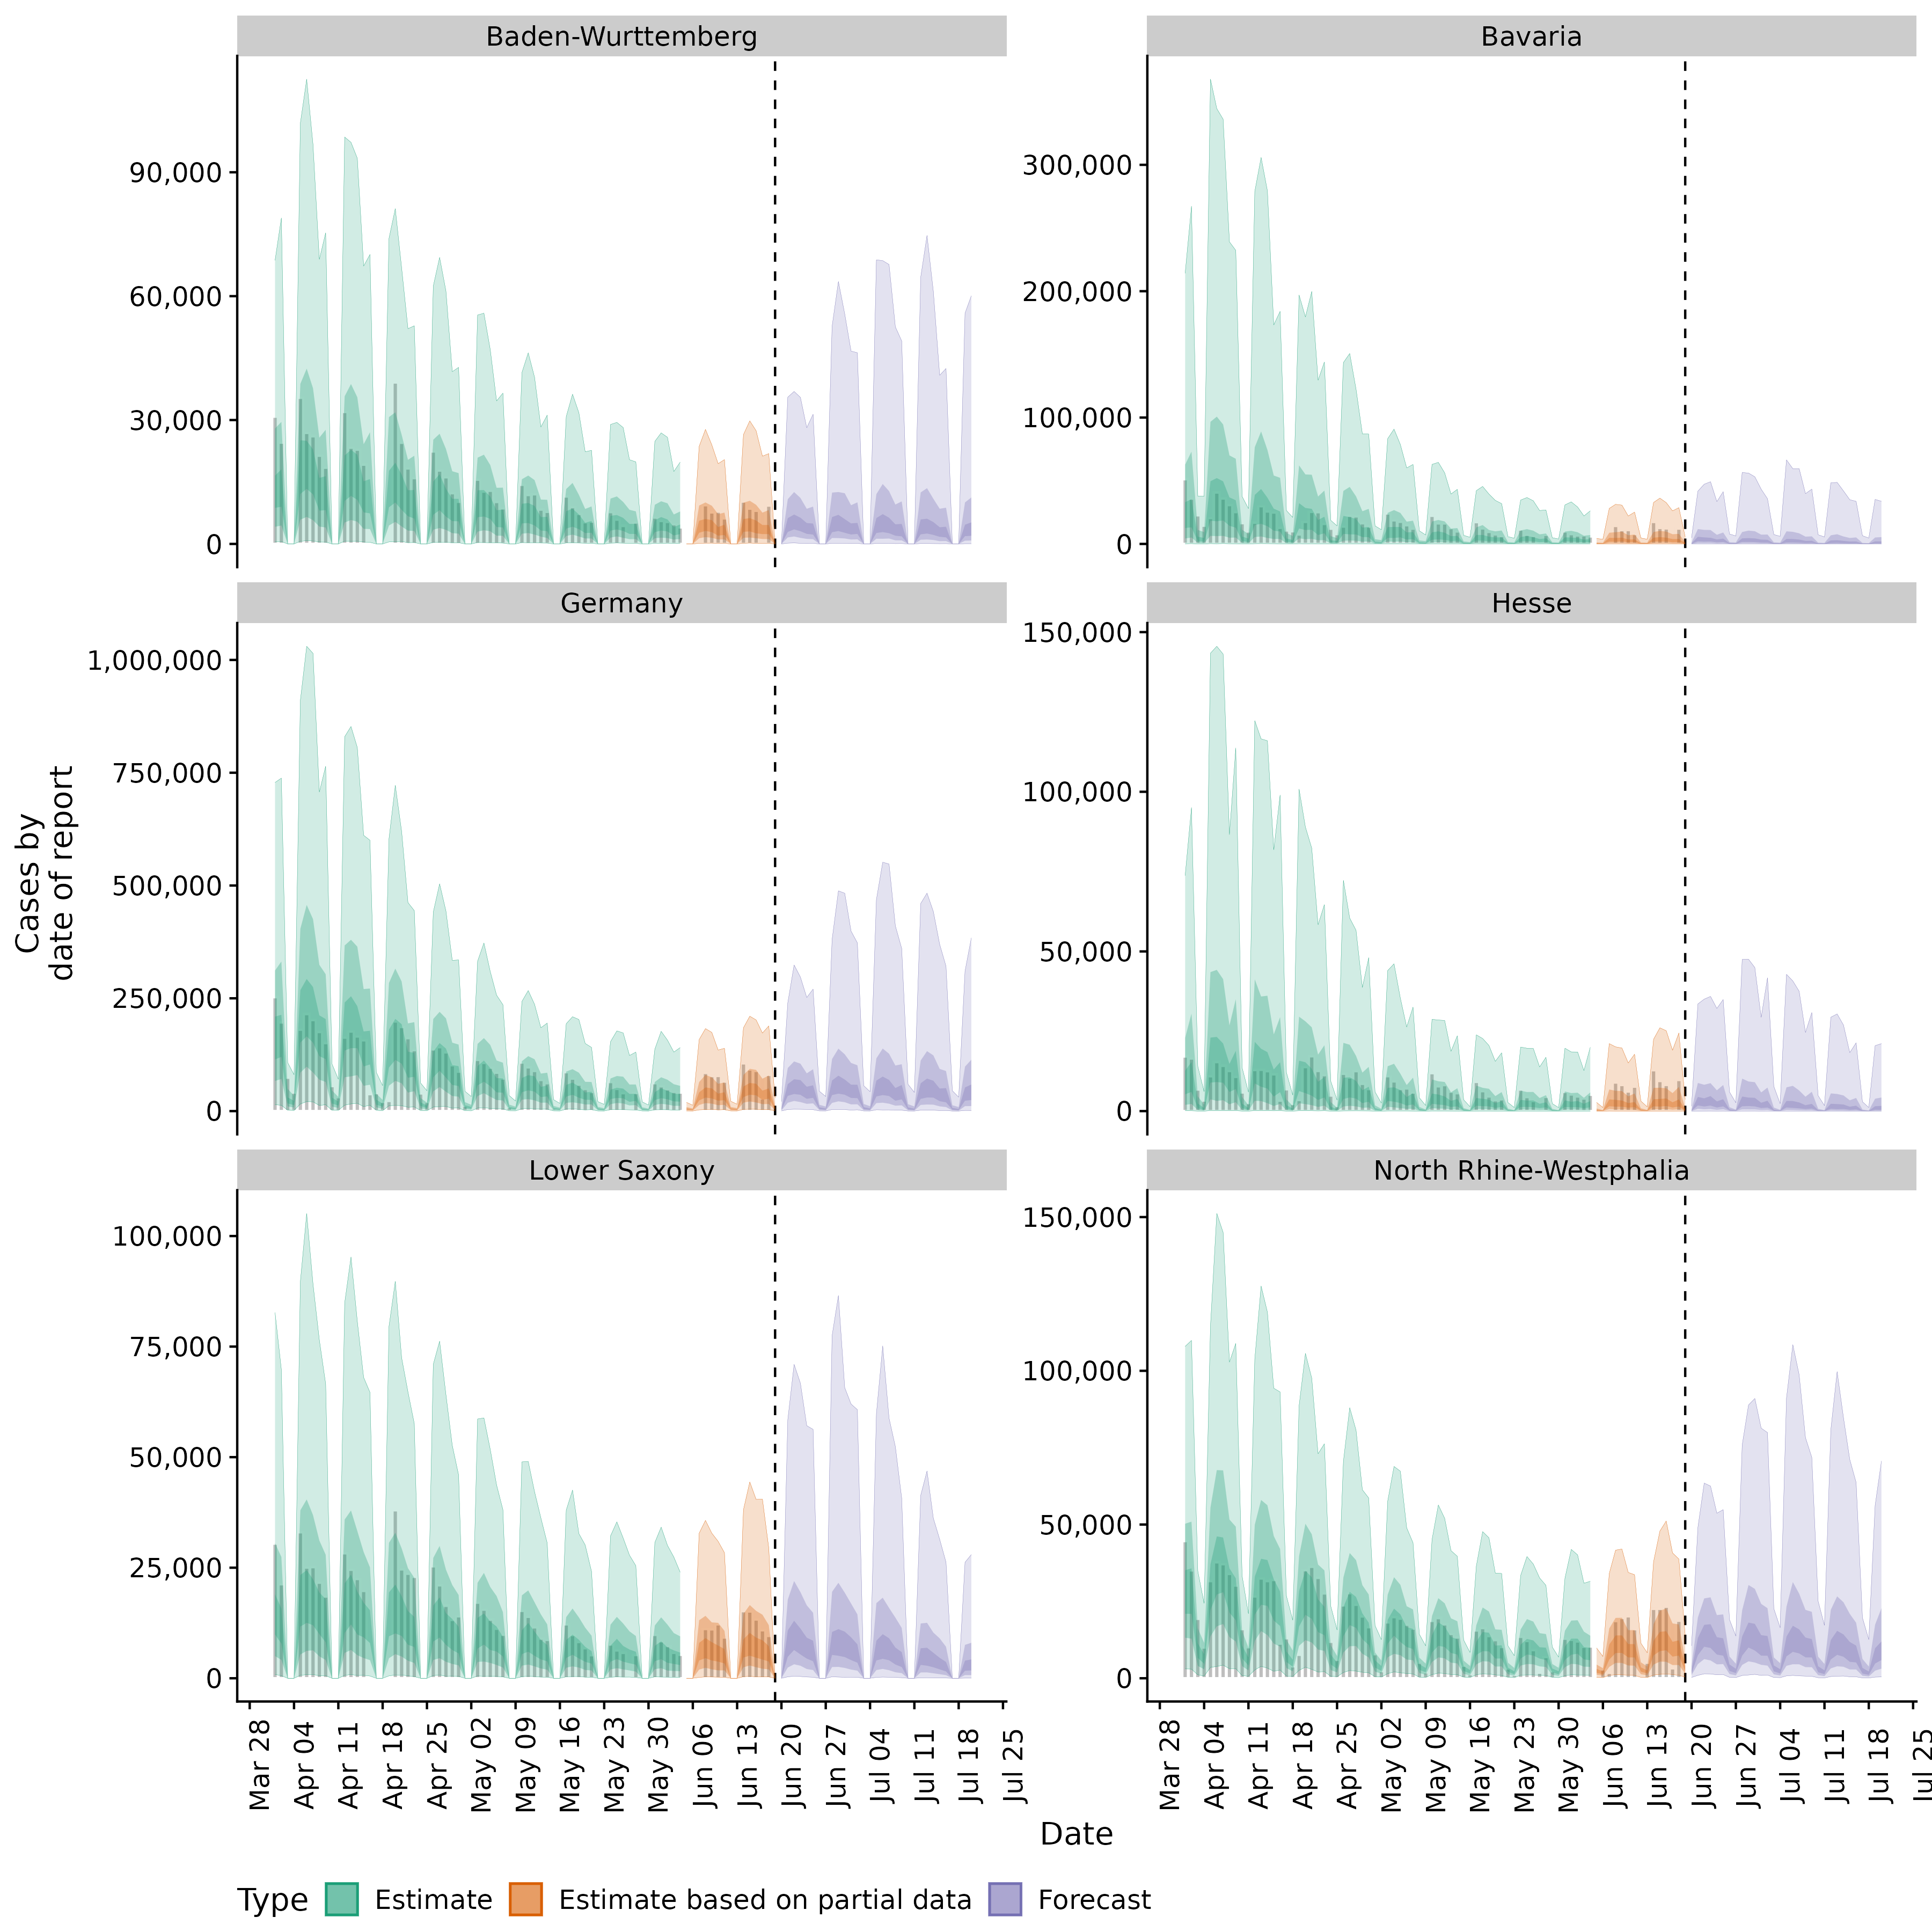 Baden-Wurttemberg
Bavaria
90,000
60,000
30,000
0
300,000
200,000
100,000
0
Germany
Hesse
1,000,000
750,000
500,000
250,000
0
150,000
100,000
50,000
0
Cases by
date of report
Lower Saxony
North Rhine-Westphalia
100,000
75,000
50,000
25,000
0
150,000
100,000
50,000
0
Mar 28
Apr 04
Apr 11
Apr 18
Apr 25
May 02
May 09
May 16
May 23
May 30
Jun 06
Jun 13
Jun 20
Jun 27
Jul 04
Jul 11
Jul 18
Jul 25
Mar 28
Apr 04
Apr 11
Apr 18
Apr 25
May 02
May 09
May 16
May 23
May 30
Jun 06
Jun 13
Jun 20
Jun 27
Jul 04
Jul 11
Jul 18
Jul 25
Date
Type
Estimate
Estimate based on partial data
Forecast